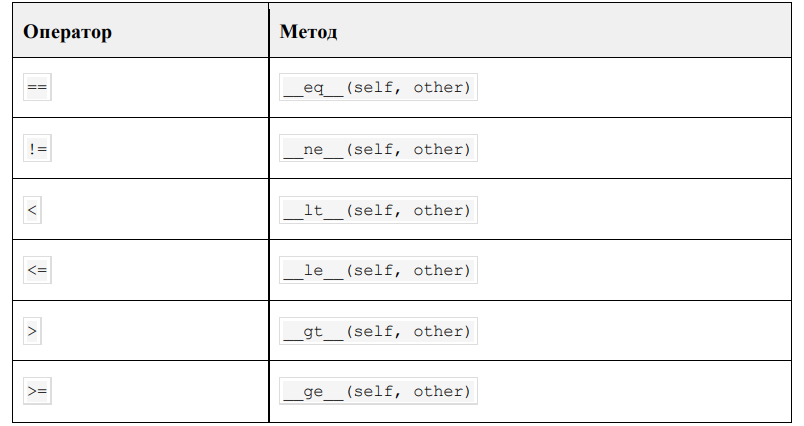 Оператор Метод
== __eq__(self, other)
!= __ne__(self, other)
< __lt__(self, other)
<= __le__(self, other)
> __gt__(self, other)
>= __ge__(self, other)